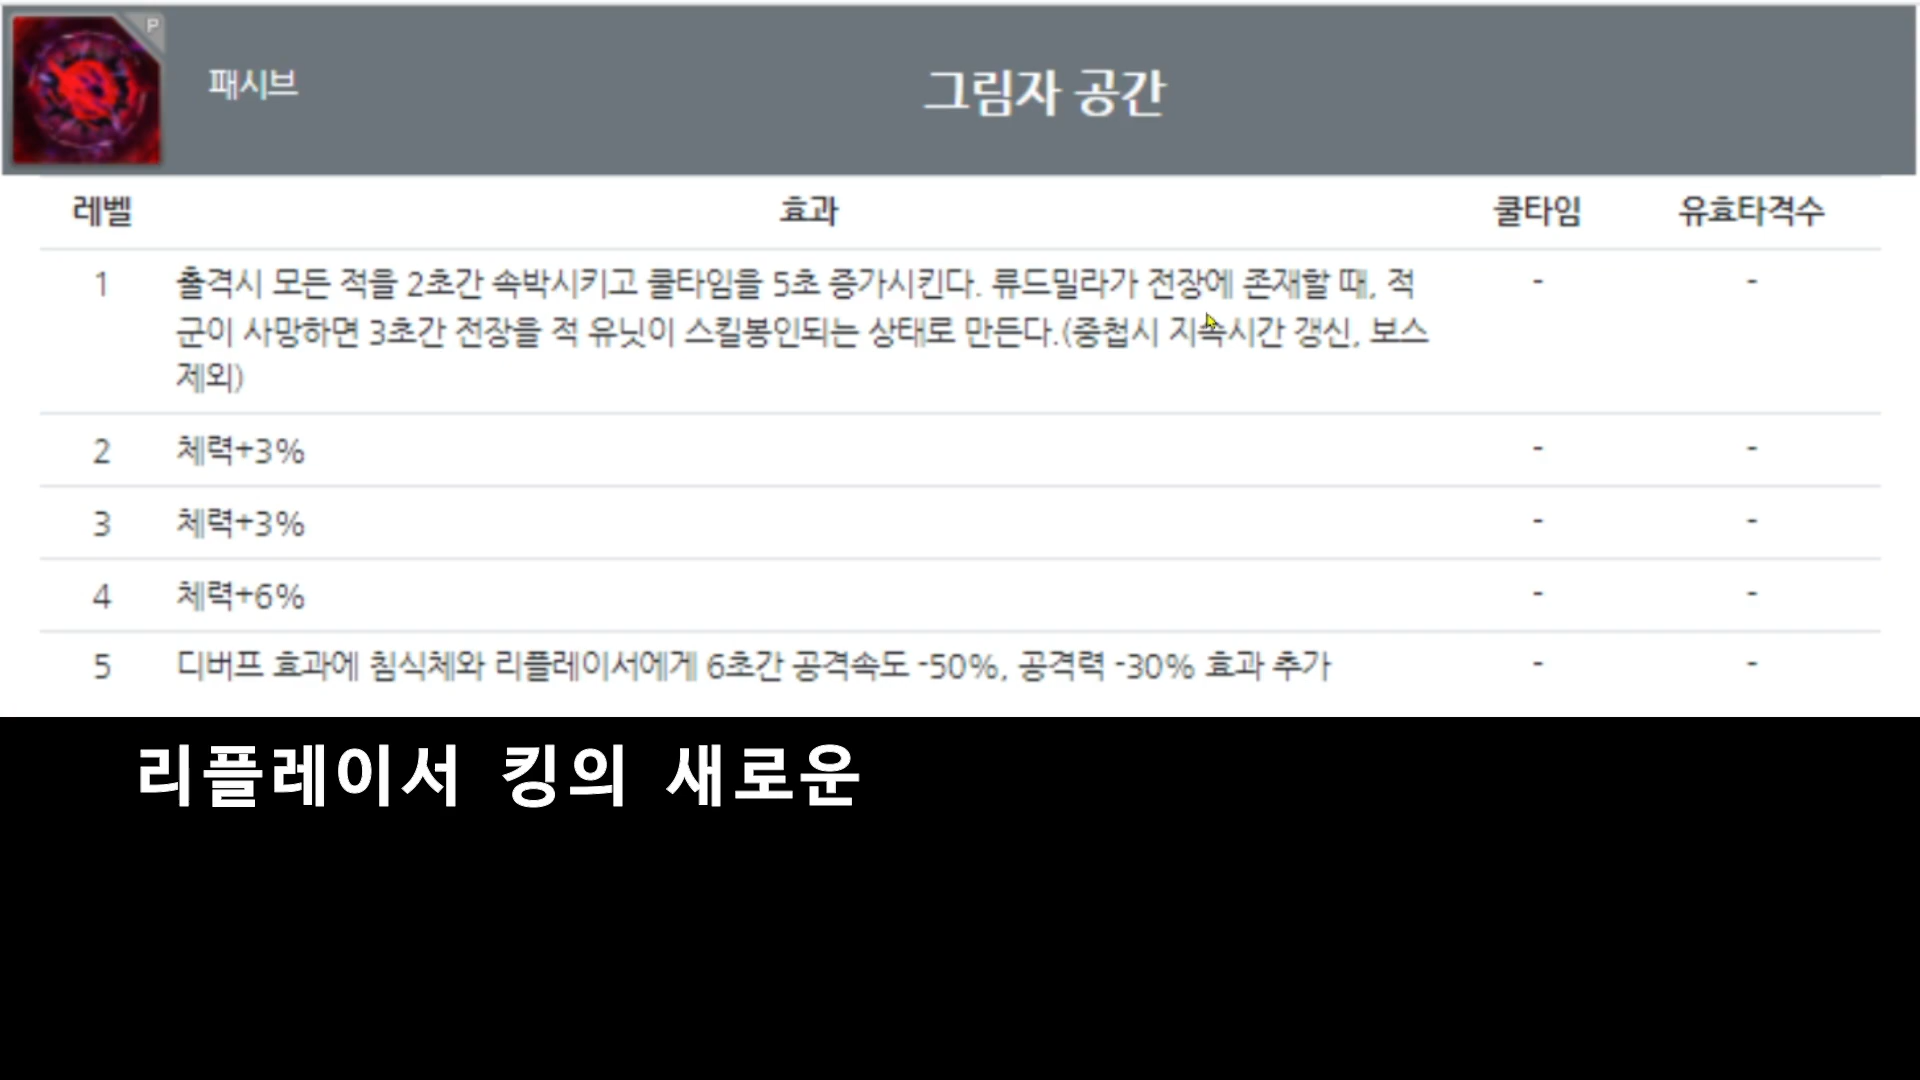 P
패시브
그림자 공간
레벨 효과 쿨타임 유효타격수
1 출격시 모든 적을 2초간 속박시키고 쿨타임을 5초 증가시킨다. 류드밀라가 전장에 존재할 때, 적 - -
군이 사망하면 3초간 전장을 적 유닛이 스킬봉인되는 상태로 만든다.(중첩시 지속시간 갱신, 보스
제외)
2 체력+3% - -
3 체력+3% - -
4 체력+6% - -
5 디버프 효과에 침식체와 리플레이서에게 6초간 공격속도 -50%, 공격력 -30% 효과 추가 - -
리플레이서 킹의 새로운